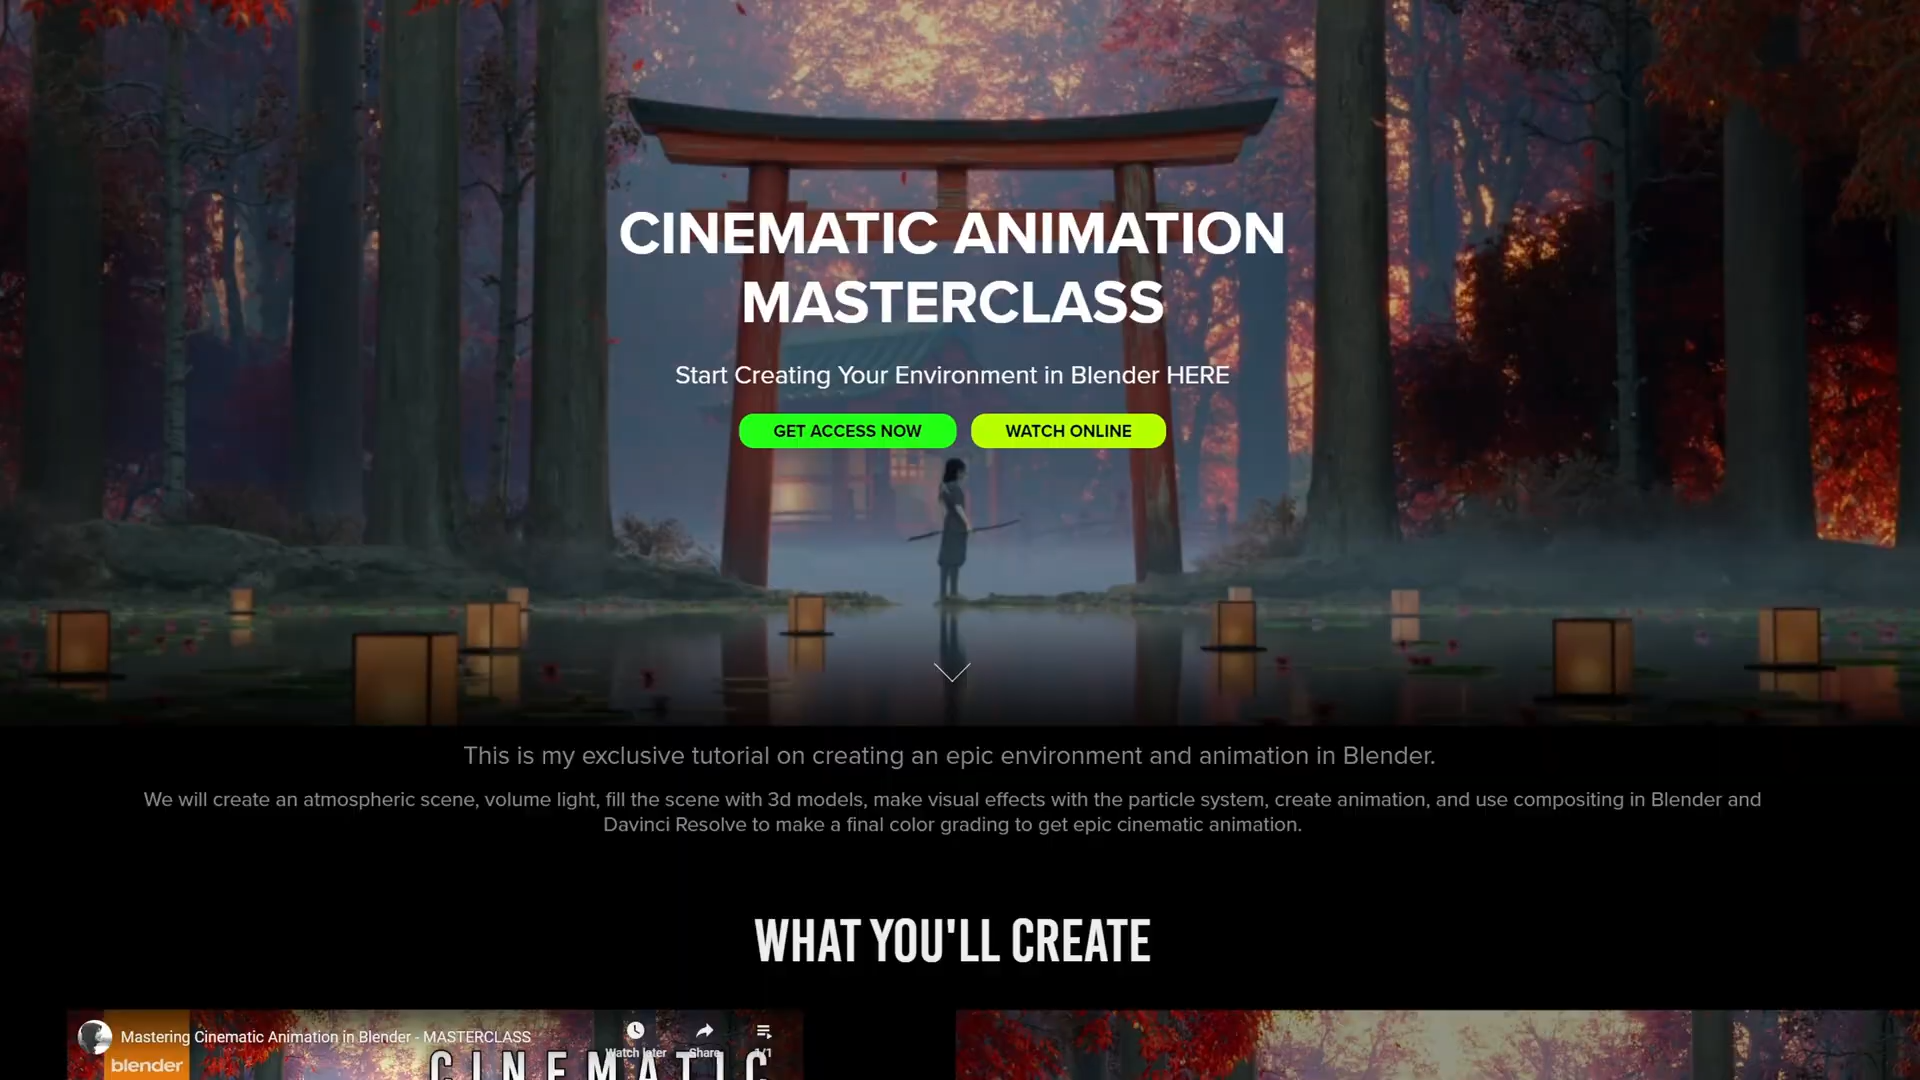 CINEMATIC ANIMATION
MASTERCLASS
Start Creating Your Environment in Blender HERE
GET ACCESS NOW
WATCH ONLINE
This is my exclusive tutorial on creating an epic environment and animation in Blender.
We will create an atmospheric scene, volume light, fill the scene with 3d models, make visual effects with the particle system, create animation, and use compositing in Blender and
Davinci Resolve to make a final color grading to get epic cinematic animation.
WHAT YOU'LL CREATE
Mastering Cinematic Animation in Blender - MASTERCLASS
Watch later
Share
1/1
blender
CINEMATIC